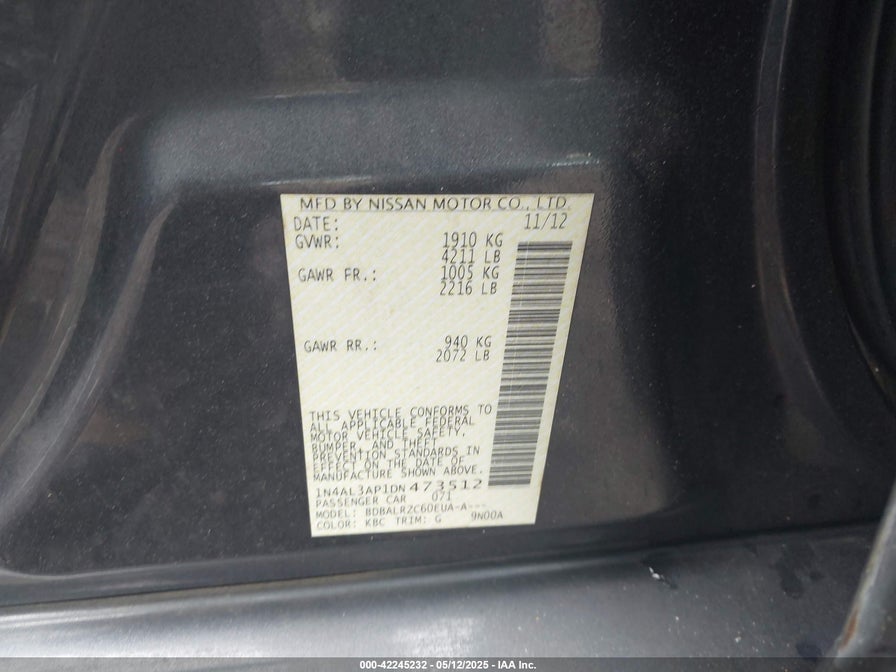 MFD BY NISSAN MOTOR CO., LTD.
DATE: 11/12
GVWR: 1910 KG
4211 LB
GAWR FR.: 1005 KG
2216 LB
GAWR RR.: 940 KG
2072 LB
THIS VEHICLE CONFORMS TO
ALL APPLICABLE FEDERAL
MOTOR VEHICLE SAFETY,
BUMPER, AND THEFT
PREVENTION STANDARDS IN
EFFECT ON THE DATE OF
MANUFACTURE SHOWN ABOVE.
1N4AL3AP1DN473512
PASSENGER CAR 071
MODEL: BDBALRZC60EUA-A---
COLOR: KBC TRIM: G 9N00A
000-42245232 - 05/12/2025 - IAA Inc.